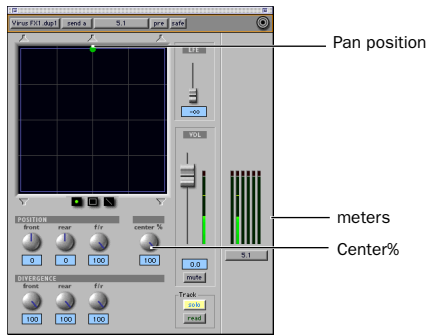 Virus FX1.dup1 send a 5.1 pre safe
Pan position
LFE
-∞
VOL
POSITION
front rear f/r center %
0 0 100 100
meters
Center%
5.1
0.0
mute
DIVERGENCE
front rear f/r
100 100 100
Track
solo
read